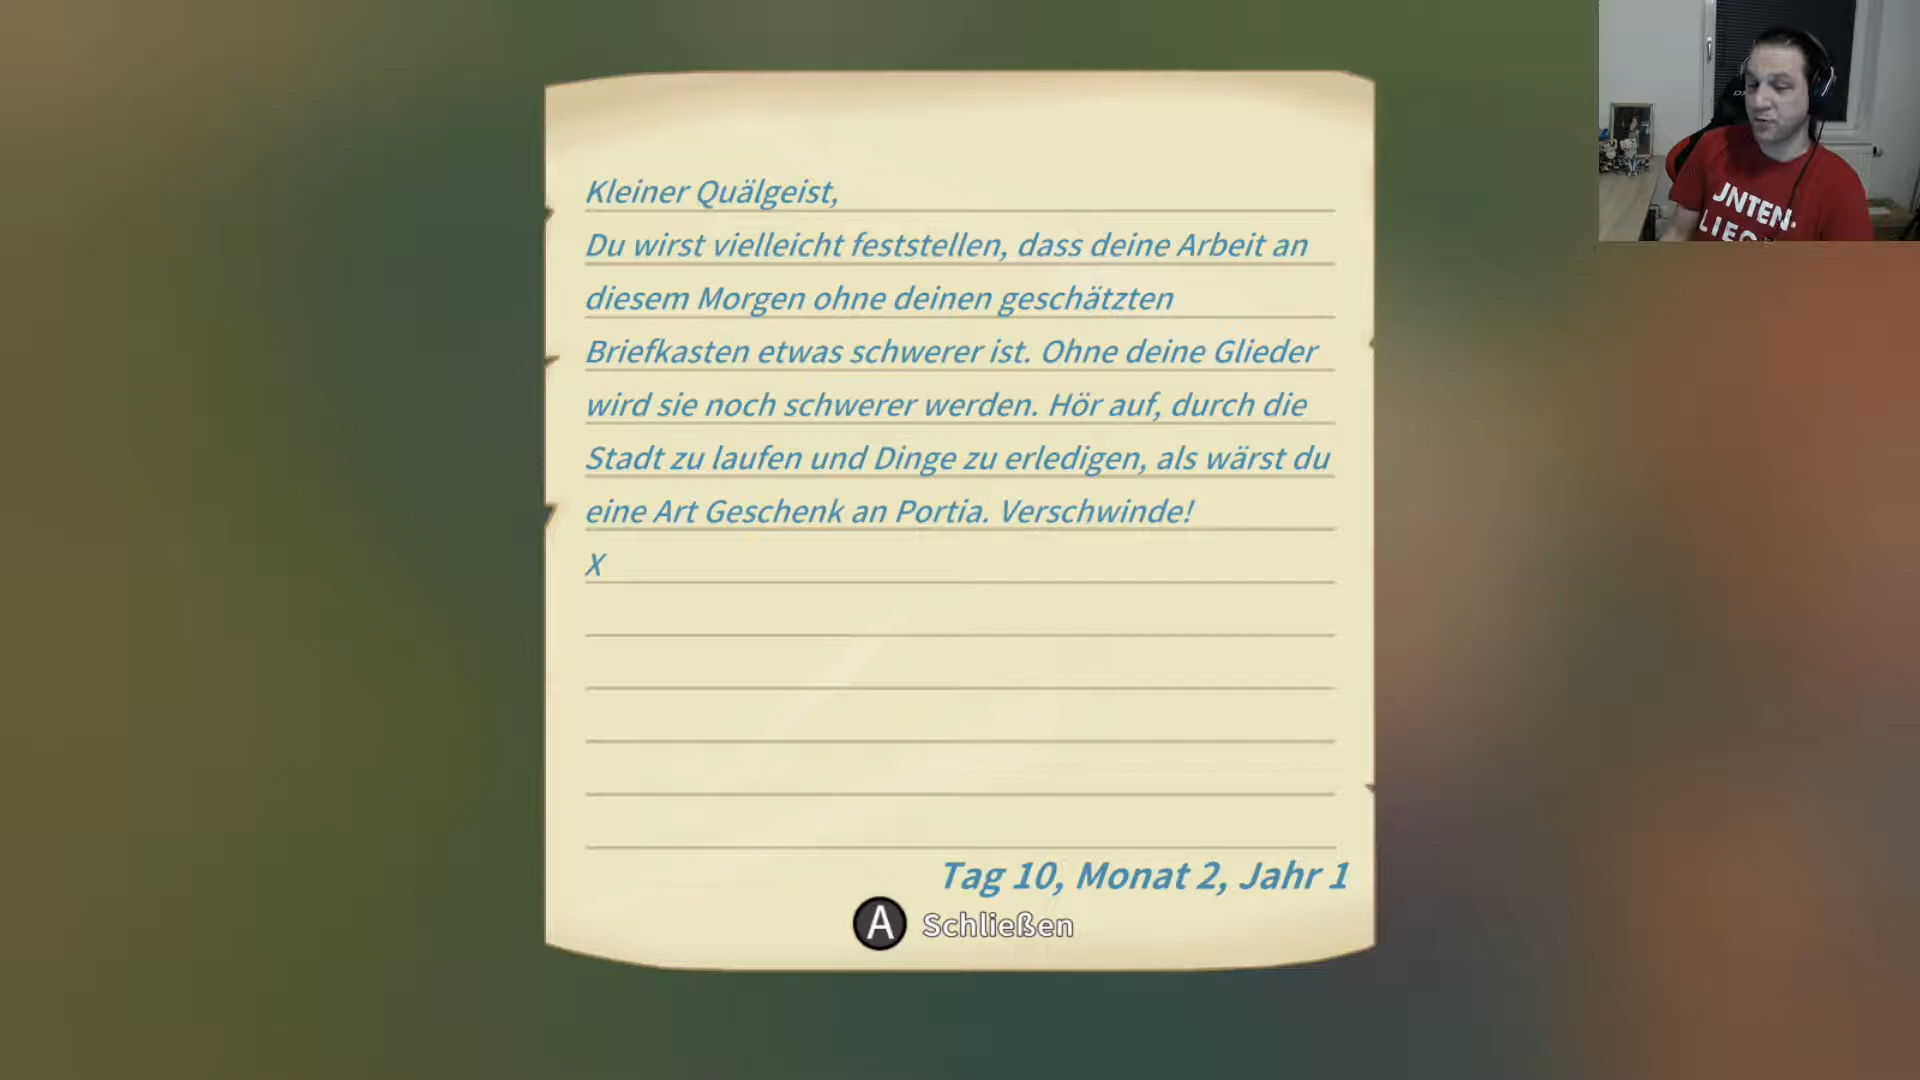 Kleiner Quälgeist,
Du wirst vielleicht feststellen, dass deine Arbeit an
diesem Morgen ohne deinen geschätzten
Briefkasten etwas schwerer ist. Ohne deine Glieder
wird sie noch schwerer werden. Hör auf, durch die
Stadt zu laufen und Dinge zu erledigen, als wärst du
eine Art Geschenk an Portia. Verschwinde!
X
Tag 10, Monat 2, Jahr 1
A Schließen
JNTEN-